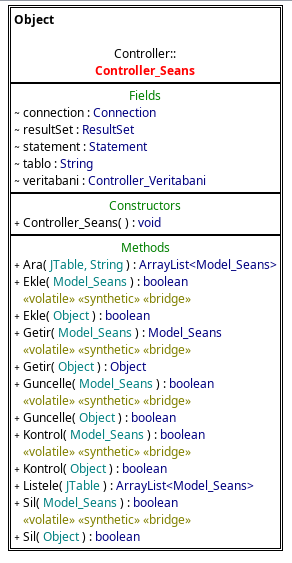 Object
Controller::
Controller_Seans
Fields
~ connection : Connection
~ resultSet : ResultSet
~ statement : Statement
~ tablo : String
~ veritabani : Controller_Veritabani
Constructors
+ Controller_Seans( ) : void
Methods
+ Ara( JTable, String ) : ArrayList<Model_Seans>
+ Ekle( Model_Seans ) : boolean
«volatile» «synthetic» «bridge»
+ Ekle( Object ) : boolean
+ Getir( Model_Seans ) : Model_Seans
«volatile» «synthetic» «bridge»
+ Getir( Object ) : Object
+ Guncelle( Model_Seans ) : boolean
«volatile» «synthetic» «bridge»
+ Guncelle( Object ) : boolean
+ Kontrol( Model_Seans ) : boolean
«volatile» «synthetic» «bridge»
+ Kontrol( Object ) : boolean
+ Listele( JTable ) : ArrayList<Model_Seans>
+ Sil( Model_Seans ) : boolean
«volatile» «synthetic» «bridge»
+ Sil( Object ) : boolean